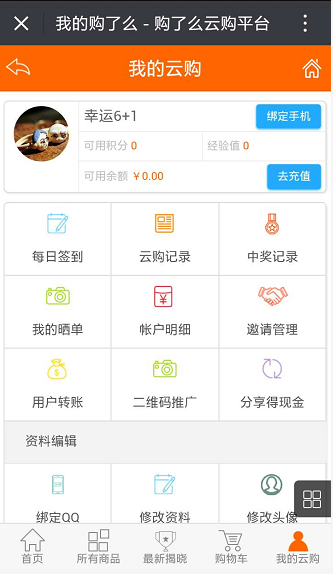 我的购了么 - 购了么云购平台
我的云购
幸运6+1
绑定手机
可用积分 0 经验值 0
可用余额 ￥0.00
去充值
每日签到 云购记录 中奖记录
我的晒单 帐户明细 邀请管理
用户转账 二维码推广 分享得现金
资料编辑
绑定QQ 修改资料 修改头像
首页 所有商品 最新揭晓 购物车 我的云购